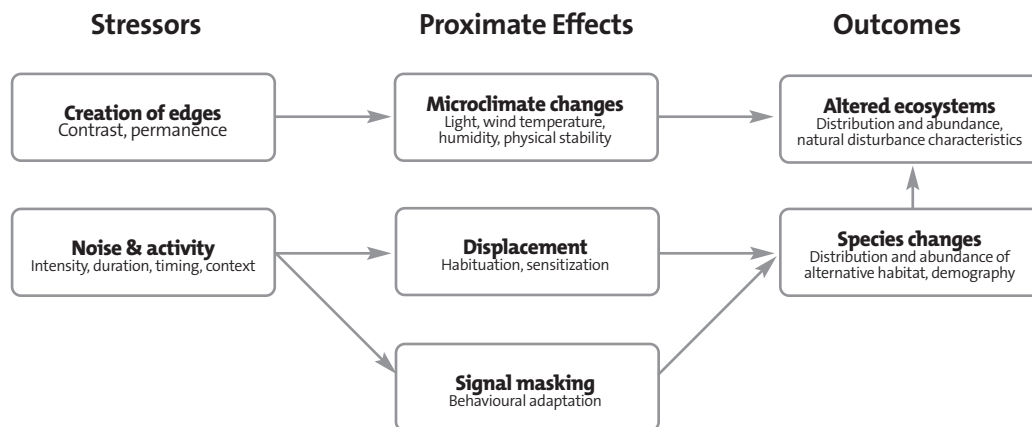 Stressors
Proximate Effects
Outcomes
Creation of edges
Contrast, permanence
Microclimate changes
Light, wind temperature,
humidity, physical stability
Altered ecosystems
Distribution and abundance,
natural disturbance characteristics
Noise & activity
Intensity, duration, timing, context
Displacement
Habituation, sensitization
Species changes
Distribution and abundance of
alternative habitat, demography
Signal masking
Behavioural adaptation